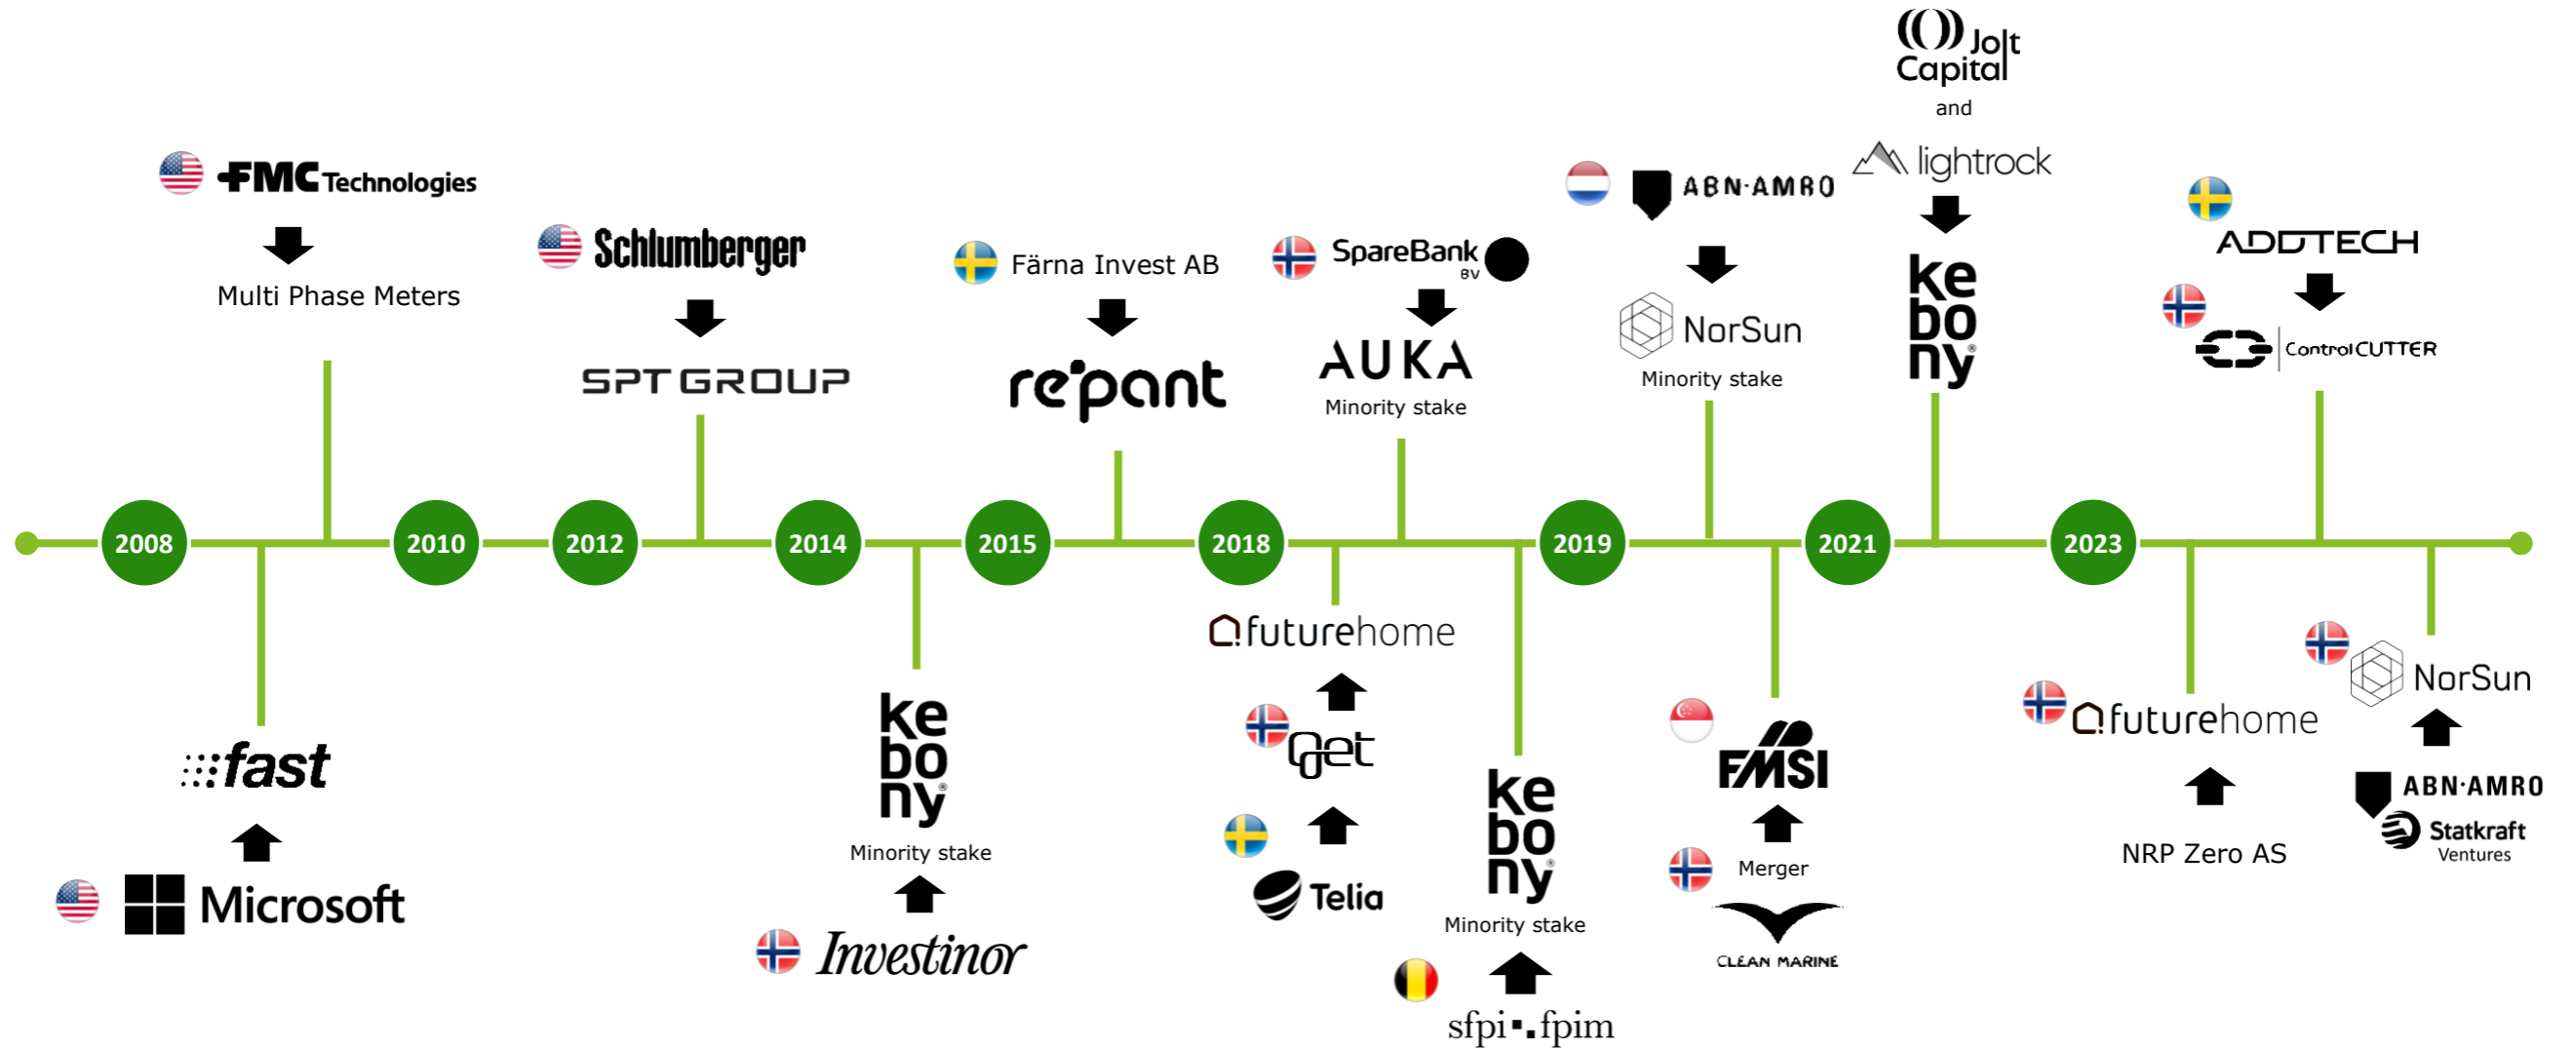 Jolt
Capital
and
lightrock
kebony®
FMC Technologies
Multi Phase Meters
Schlumberger
SPT GROUP
Färna Invest AB
re'pant
SpareBank
BV
AUKA
Minority stake
ABN·AMRO
NorSun
Minority stake
ADDTECH
ControlCUTTER
2008
2010
2012
2014
2015
2018
2019
2021
2023
fast
Microsoft
kebony®
Minority stake
Investinor
futurehome
Get
Telia
kebony®
Minority stake
sfpi fpim
FMSI
Merger
CLEAN MARINE
futurehome
NRP Zero AS
NorSun
ABN·AMRO
Statkraft
Ventures